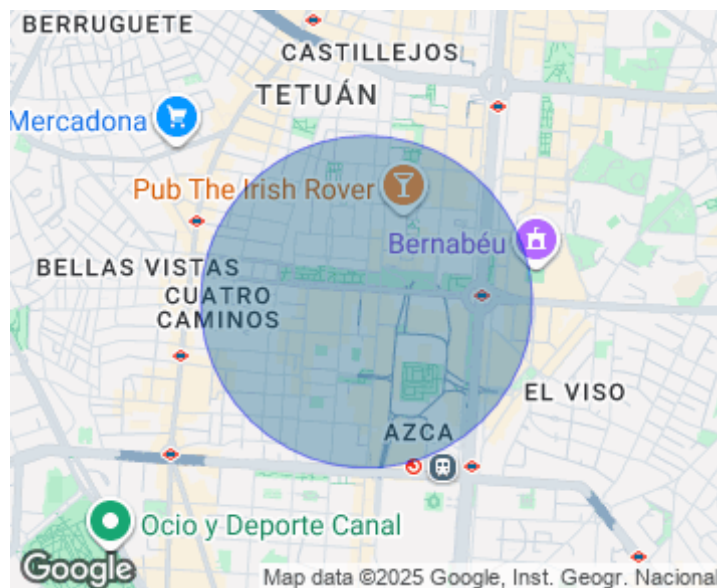 BERRUGUETE
CASTILLEJOS
TETUÁN
Mercadona
Pub The Irish Rover
Bernabéu
BELLAS VISTAS
CUATRO
CAMINOS
EL VISO
AZCA
Ocio y Deporte Canal
Google
Map data ©2025 Google, Inst. Geogr. Nacional